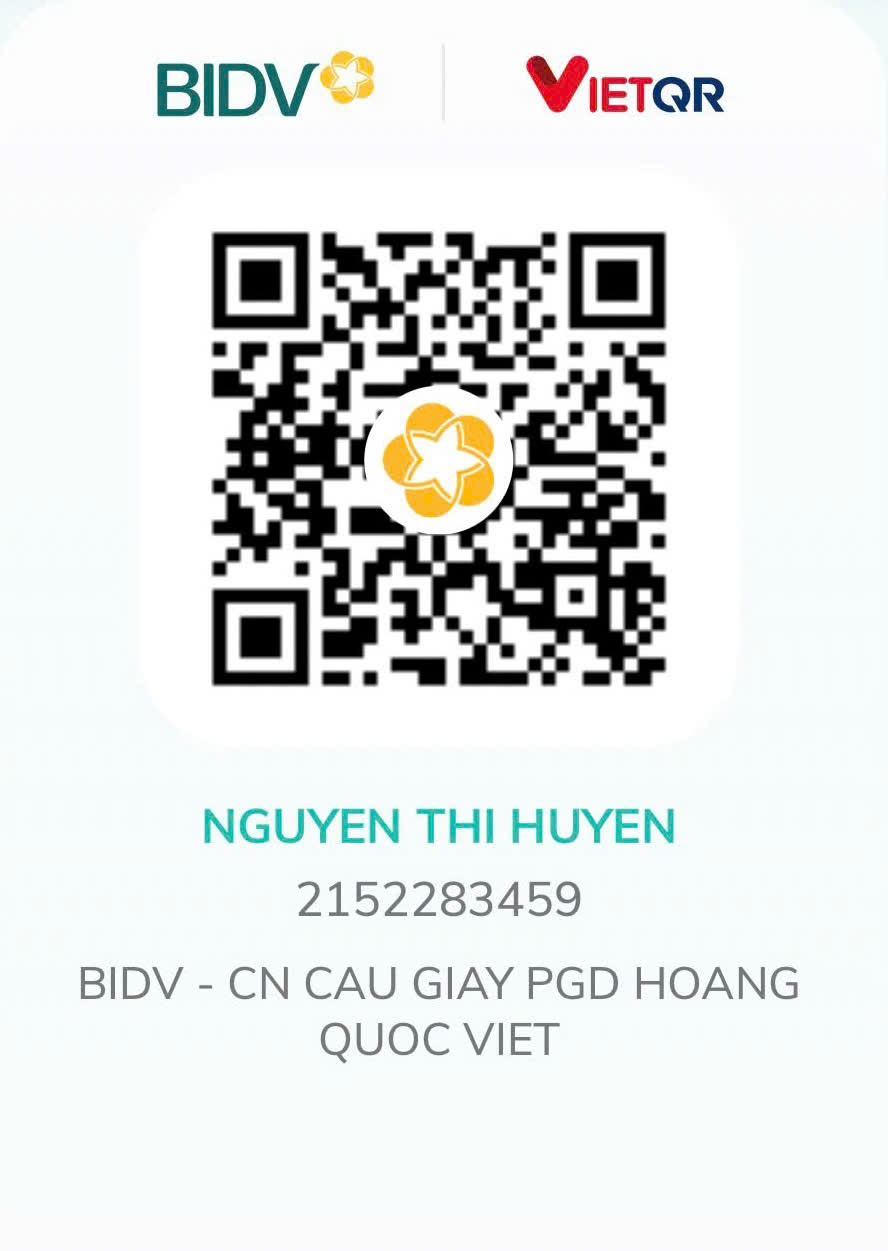 BIDV
VIETQR
NGUYEN THI HUYEN
2152283459
BIDV - CN CAU GIAY PGD HOANG
QUOC VIET